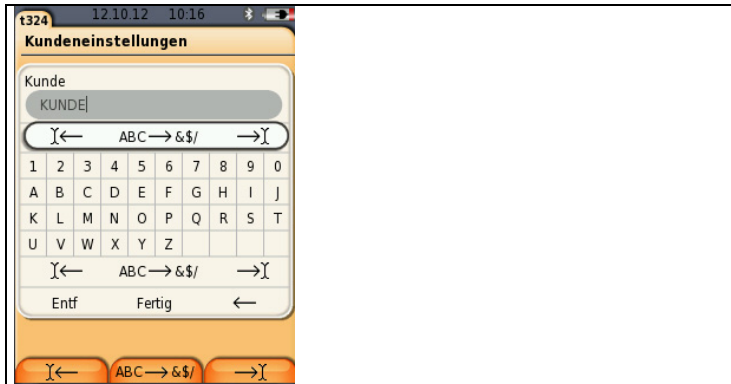 t324 12.10.12 10:16
Kundeneinstellungen
Kunde
KUNDE
ABC→&$/
1 2 3 4 5 6 7 8 9 0
A B C D E F G H I J
K L M N O P Q R S T
U V W X Y Z
ABC→&$/
Entf Fertig ←
ABC→&$/